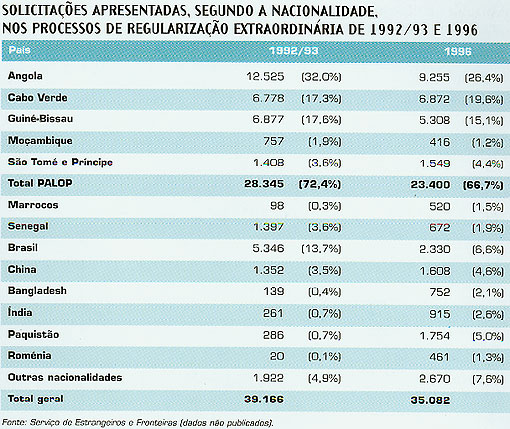 SOLICITAÇÕES APRESENTADAS, SEGUNDO A NACIONALIDADE,
NOS PROCESSOS DE REGULARIZAÇÃO EXTRAORDINÁRIA DE 1992/93 E 1996
País 1992/93 1996
Angola 12.525 (32,0%) 9.255 (26,4%)
Cabo Verde 6.778 (17,3%) 6.872 (19,6%)
Guiné-Bissau 6.877 (17,6%) 5.308 (15,1%)
Moçambique 757 (1,9%) 416 (1,2%)
São Tomé e Príncipe 1.408 (3,6%) 1.549 (4,4%)
Total PALOP 28.345 (72,4%) 23.400 (66,7%)
Marrocos 98 (0,3%) 520 (1,5%)
Senegal 1.397 (3,6%) 672 (1,9%)
Brasil 5.346 (13,7%) 2.330 (6,6%)
China 1.352 (3,5%) 1.608 (4,6%)
Bangladesh 139 (0,4%) 752 (2,1%)
Índia 261 (0,7%) 915 (2,6%)
Paquistão 286 (0,7%) 1.754 (5,0%)
Roménia 20 (0,1%) 461 (1,3%)
Outras nacionalidades 1.922 (4,9%) 2.670 (7,6%)
Total geral 39.166 35.082
Fonte: Serviço de Estrangeiros e Fronteiras (dados não publicados).